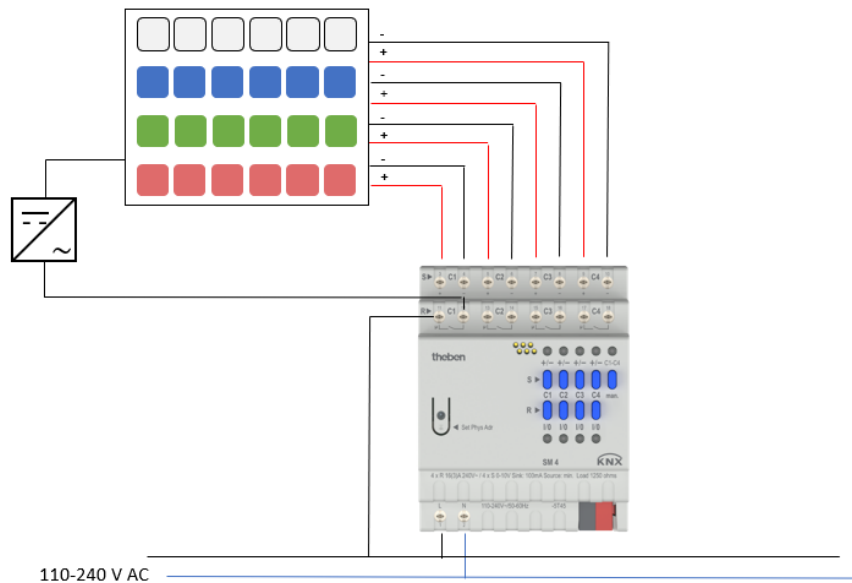 -
+
-
+
-
+
-
+
S▶ C1 C2 C3 C4
R▶ C1 C2 C3 C4
theben
+/− +/− +/− +/− C1-C4
S ▶
C1 C2 C3 C4 man.
R ▶
◀ Set Phys Adr
I/0 I/0 I/0 I/0
SM 4 KNX
4 x R 16(3)A 240V~ / 4 x S 0-10V Sink: 100mA Source: min. Load 1250 ohms
L N 110-240V~50-60Hz
110-240 V AC